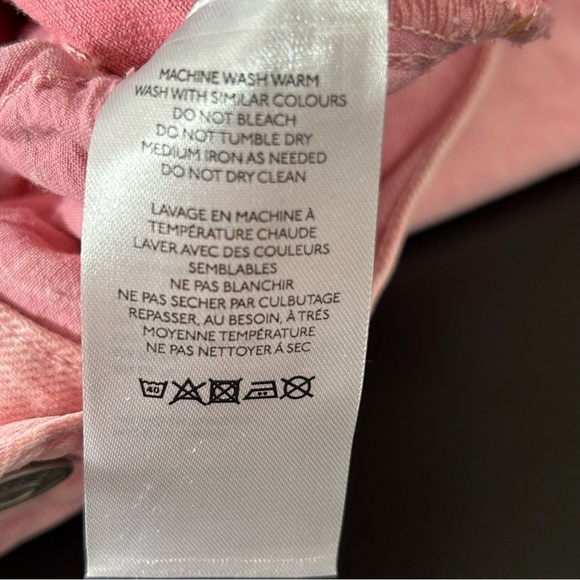 MACHINE WASH WARM
WASH WITH SIMILAR COLOURS
DO NOT BLEACH
DO NOT TUMBLE DRY
MEDIUM IRON AS NEEDED
DO NOT DRY CLEAN
LAVAGE EN MACHINE À
TEMPÉRATURE CHAUDE
LAVER AVEC DES COULEURS
SEMBLABLES
NE PAS BLANCHIR
NE PAS SECHER PAR CULBUTAGE
REPASSER, AU BESOIN, À TRÉS
MOYENNE TEMPÉRATURE
NE PAS NETTOYER Á SEC
40